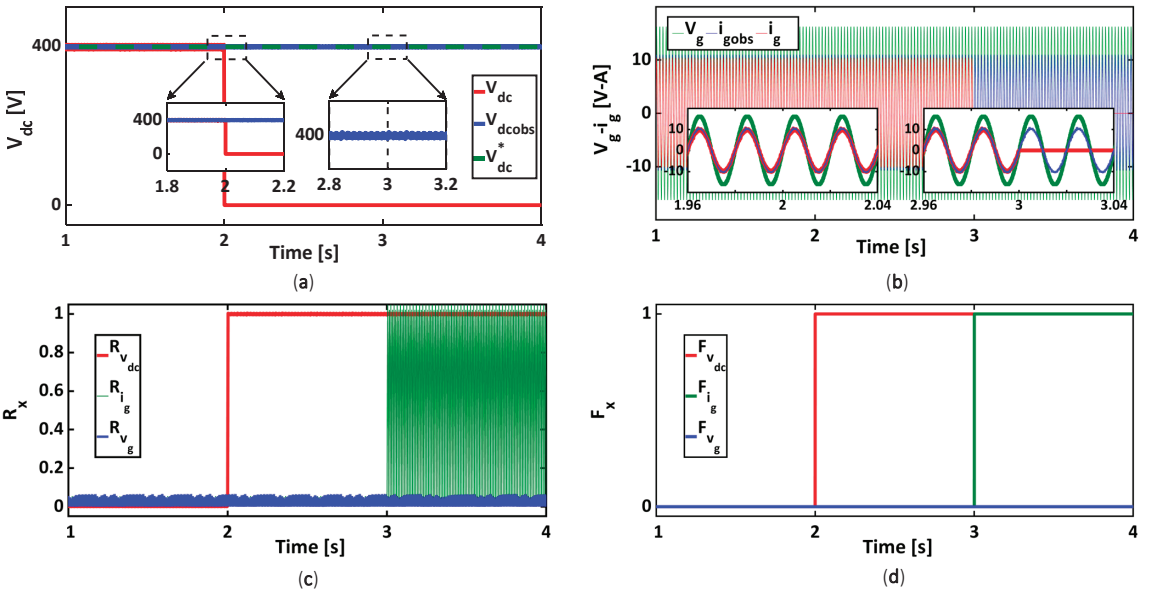 V_dc [V]
400
0
1
2
3
4
Time [s]
400
0
1.8
2
2.2
400
2.8
3
3.2
V_dc
V_dcobs
V*_dc
(a)
V_g-i_g [V-A]
10
0
-10
V_g i_gobs i_g
10
0
-10
1.96
2
2.04
10
0
-10
2.96
3
3.04
1
2
3
4
Time [s]
(b)
R_x
1
0.8
0.6
0.4
0.2
0
R_v_dc
R_i_g
R_v_g
1
2
3
4
Time [s]
(c)
F_x
1
0
F_v_dc
F_i_g
F_v_g
1
2
3
4
Time [s]
(d)